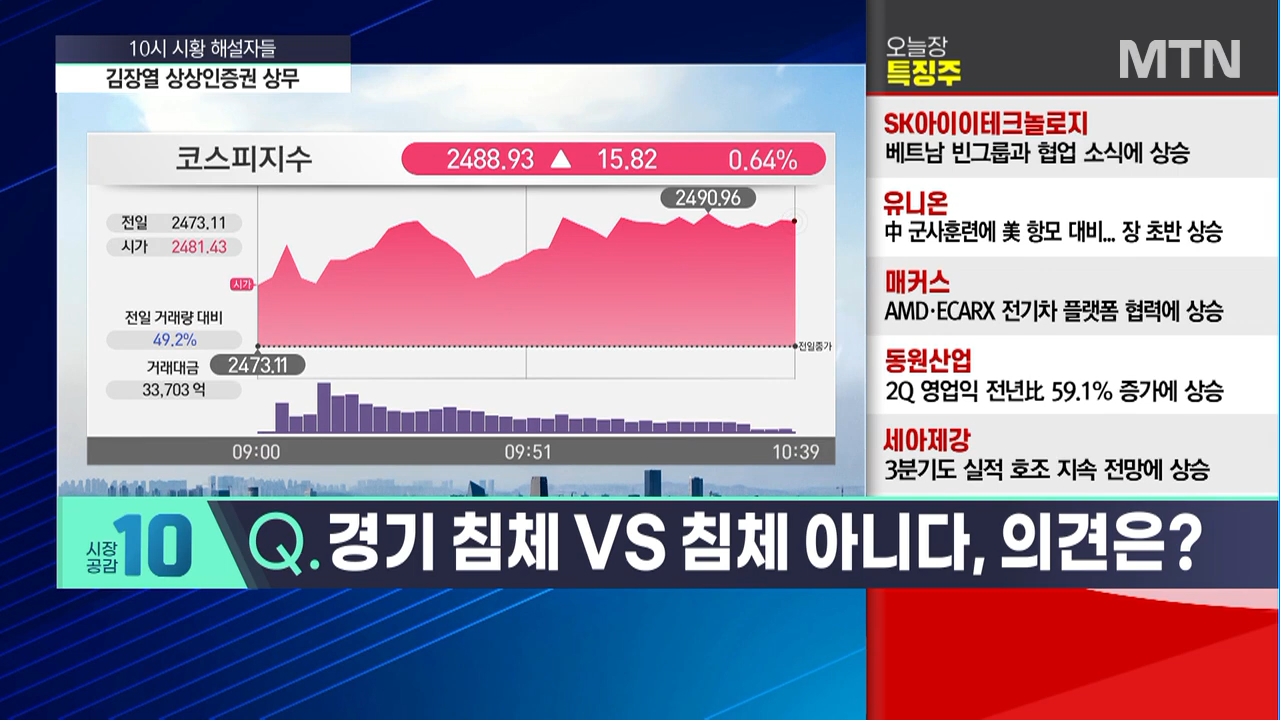 10시 시황 해설자들
김장열 상상인증권 상무
코스피지수
2488.93 ▲ 15.82 0.64%
2490.96
전일 2473.11
시가 2481.43
시가
전일 거래량 대비
49.2%
전일종가
거래대금
2473.11
33,703 억
09:00 09:51 10:39
오늘장
특징주
MTN
SK아이이테크놀로지
베트남 빈그룹과 협업 소식에 상승
유니온
中 군사훈련에 美 항모 대비... 장 초반 상승
매커스
AMD·ECARX 전기차 플랫폼 협력에 상승
동원산업
2Q 영업익 전년比 59.1% 증가에 상승
세아제강
3분기도 실적 호조 지속 전망에 상승
시장
공감
10
Q. 경기 침체 VS 침체 아니다, 의견은?